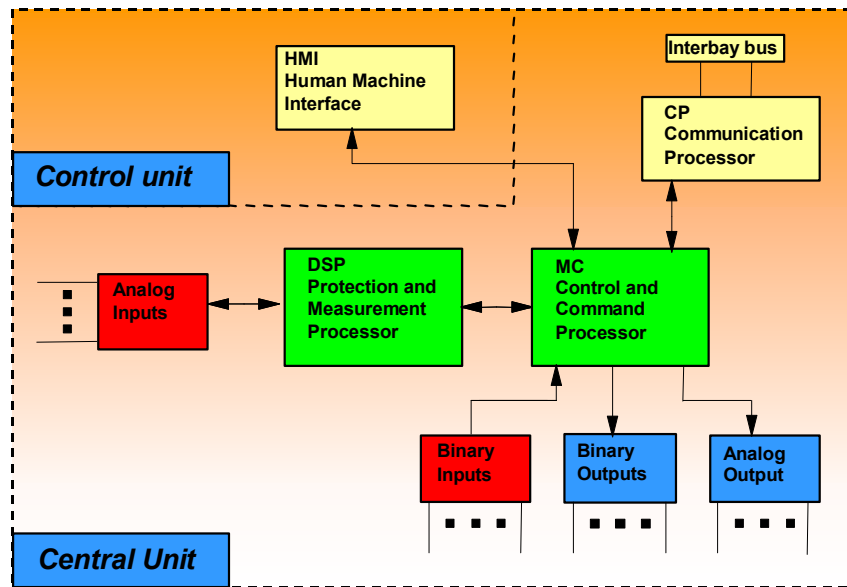 Interbay bus
HMI
Human Machine
Interface
CP
Communication
Processor
Control unit
DSP
Protection and
Measurement
Processor
MC
Control and
Command
Processor
Analog
Inputs
Binary
Inputs
Binary
Outputs
Analog
Output
Central Unit